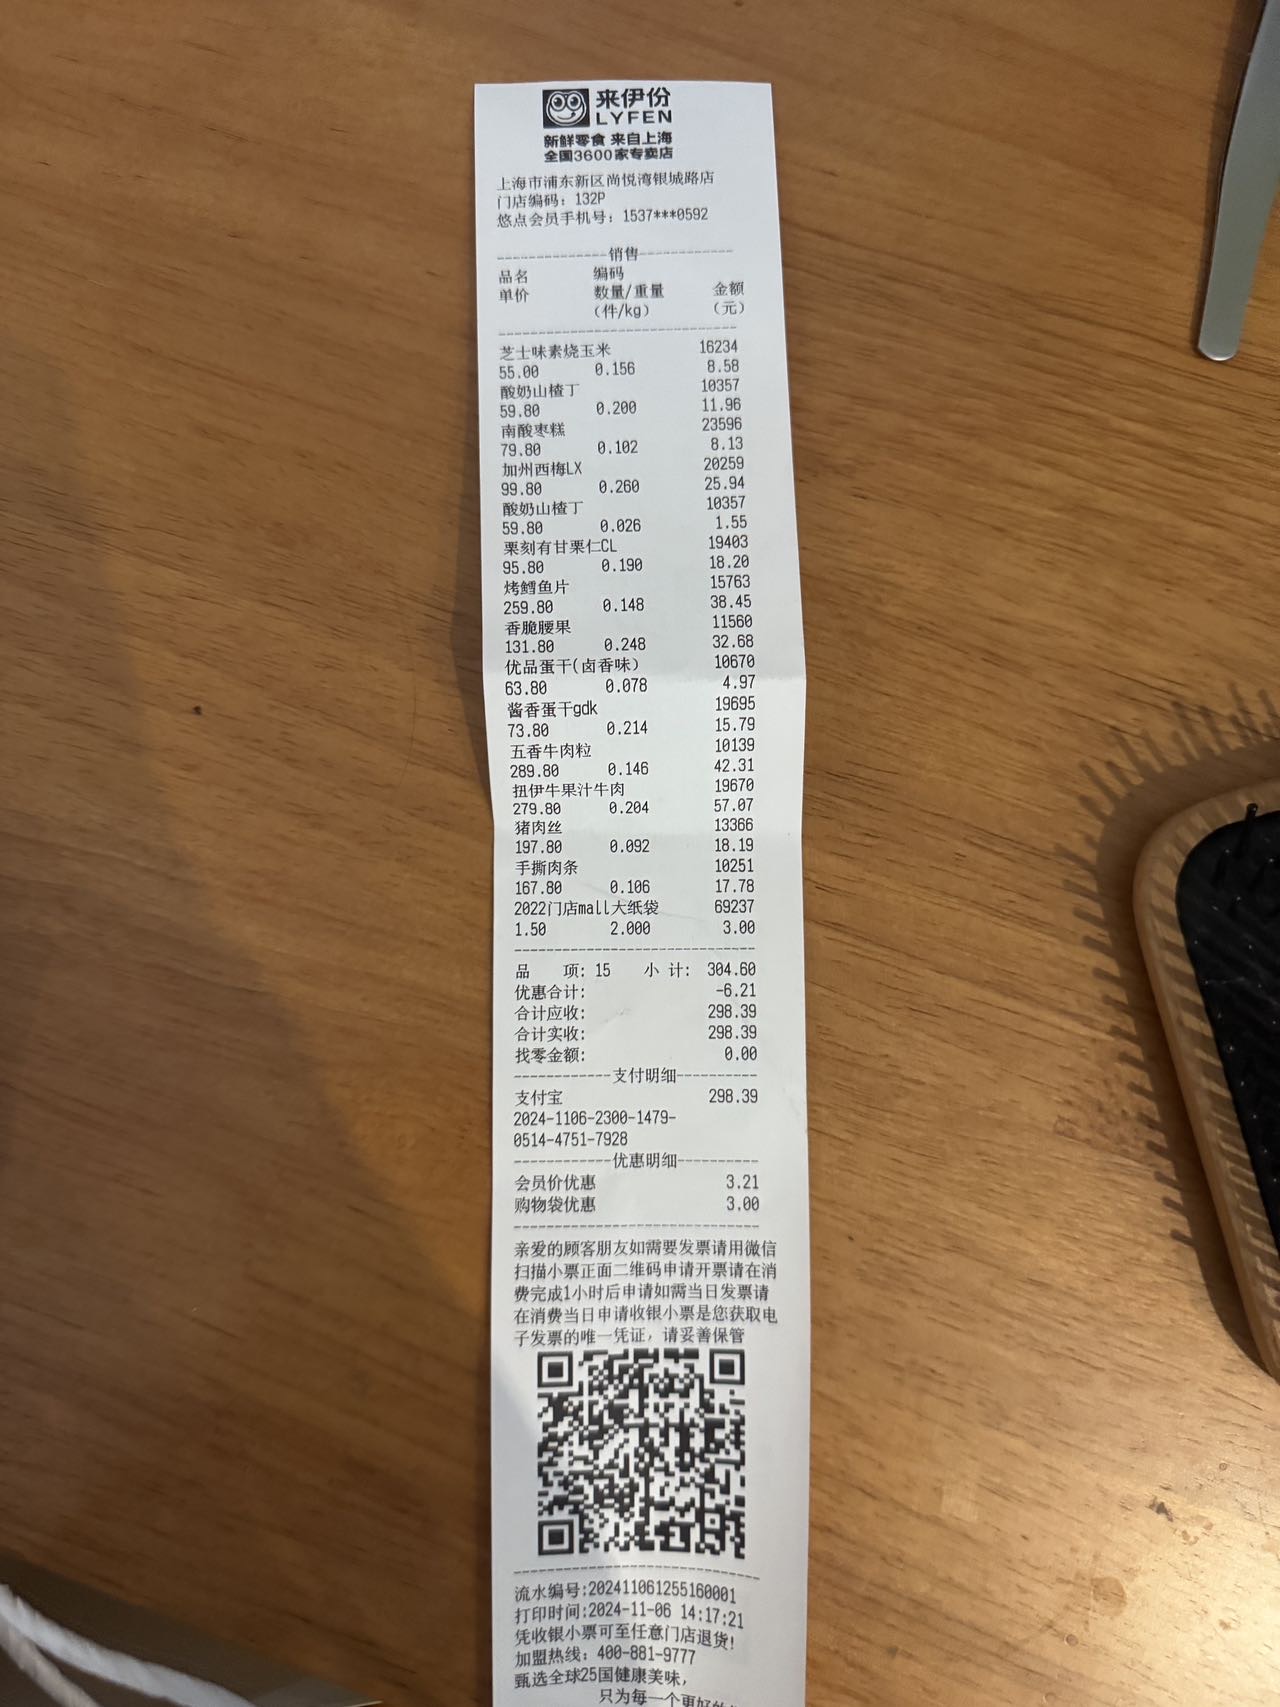 来伊份
LYFEN
新鲜零食 来自上海
全国3600家专卖店
上海市浦东新区尚悦湾银城路店
门店编码：132P
悠点会员手机号：1537***0592
------------销售------------
品名 编码
单价 数量/重量 金额
(件/kg) (元)
芝士味素烧玉米 16234
55.00 0.156 8.58
酸奶山楂丁 10357
59.80 0.200 11.96
南酸枣糕 23596
79.80 0.102 8.13
加州西梅LX 20259
99.80 0.260 25.94
酸奶山楂丁 10357
59.80 0.026 1.55
栗刻有甘栗仁CL 19403
95.80 0.190 18.20
烤鳕鱼片 15763
259.80 0.148 38.45
香脆腰果 11560
131.80 0.248 32.68
优品蛋干(卤香味） 10670
63.80 0.078 4.97
酱香蛋干gdk 19695
73.80 0.214 15.79
五香牛肉粒 10139
289.80 0.146 42.31
扭伊牛果汁牛肉 19670
279.80 0.204 57.07
猪肉丝 13366
197.80 0.092 18.19
手撕肉条 10251
167.80 0.106 17.78
2022门店mall大纸袋 69237
1.50 2.000 3.00
品 项: 15 小 计: 304.60
优惠合计: -6.21
合计应收: 298.39
合计实收: 298.39
找零金额: 0.00
------------支付明细----------
支付宝 298.39
2024-1106-2300-1479-
0514-4751-7928
------------优惠明细----------
会员价优惠 3.21
购物袋优惠 3.00
亲爱的顾客朋友如需要发票请用微信
扫描小票正面二维码申请开票请在消
费完成1小时后申请如需当日发票请
在消费当日申请收银小票是您获取电
子发票的唯一凭证，请妥善保管
流水编号:202411061255160001
打印时间:2024-11-06 14:17:21
凭收银小票可至任意门店退货!
加盟热线：400-881-9777
甄选全球25国健康美味，
只为每一个更好的